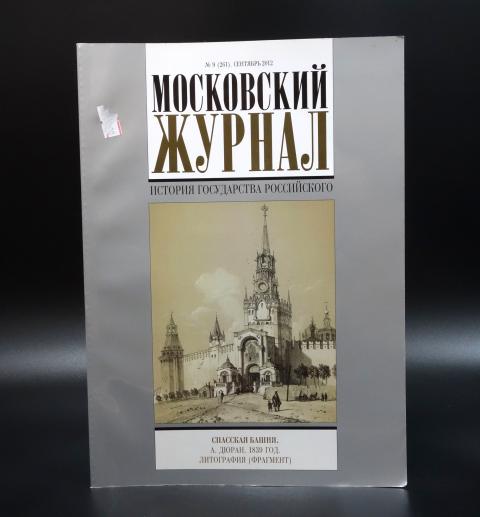 № 9 (261). СЕНТЯБРЬ 2012
МОСКОВСКИЙ
ЖУРНАЛ
ИСТОРИЯ ГОСУДАРСТВА РОССИЙСКОГО
СПАССКАЯ БАШНЯ.
А. ДЮРАН. 1839 ГОД.
ЛИТОГРАФИЯ (ФРАГМЕНТ)